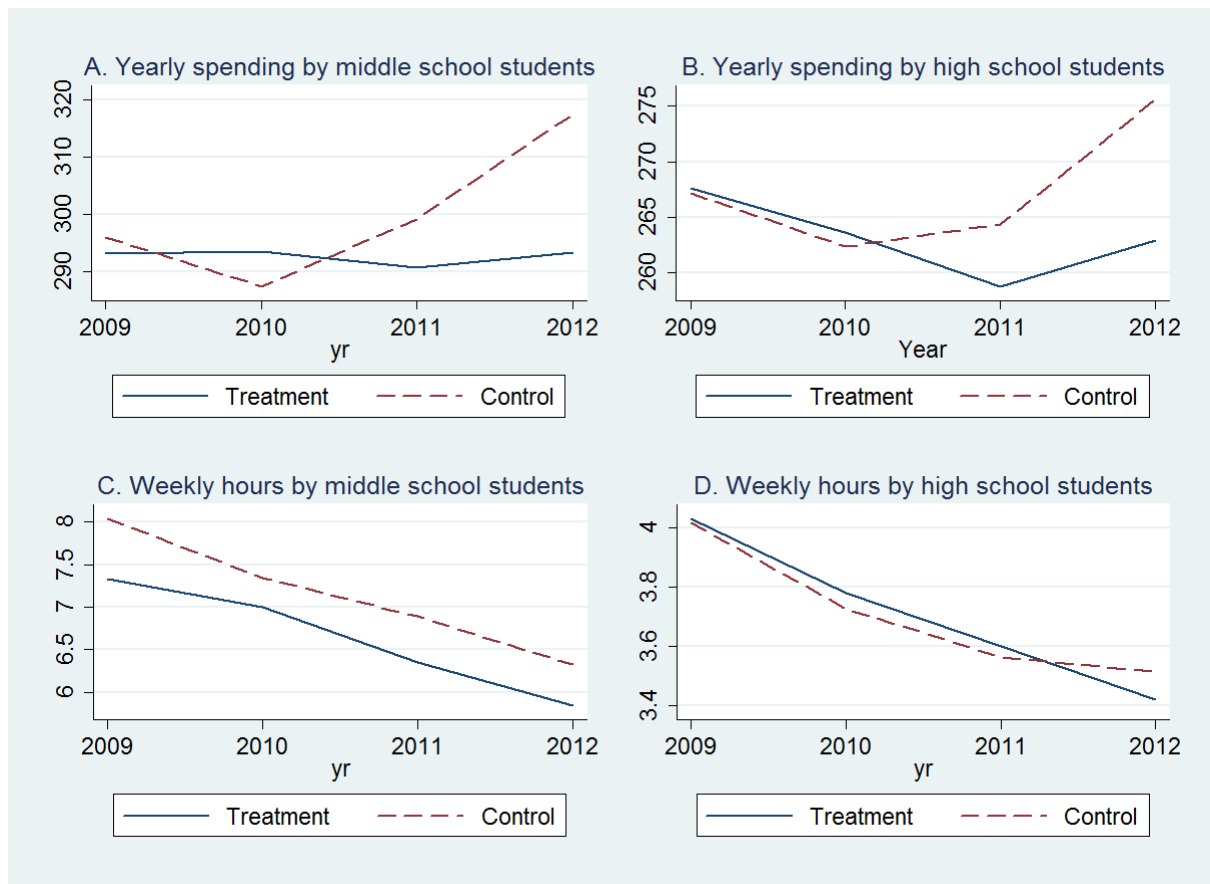 A. Yearly spending by middle school students
320
310
300
290
2009 2010 2011 2012
yr
Treatment Control
B. Yearly spending by high school students
275
270
265
260
2009 2010 2011 2012
Year
Treatment Control
C. Weekly hours by middle school students
8
7.5
7
6.5
6
2009 2010 2011 2012
yr
Treatment Control
D. Weekly hours by high school students
4
3.8
3.6
3.4
2009 2010 2011 2012
yr
Treatment Control